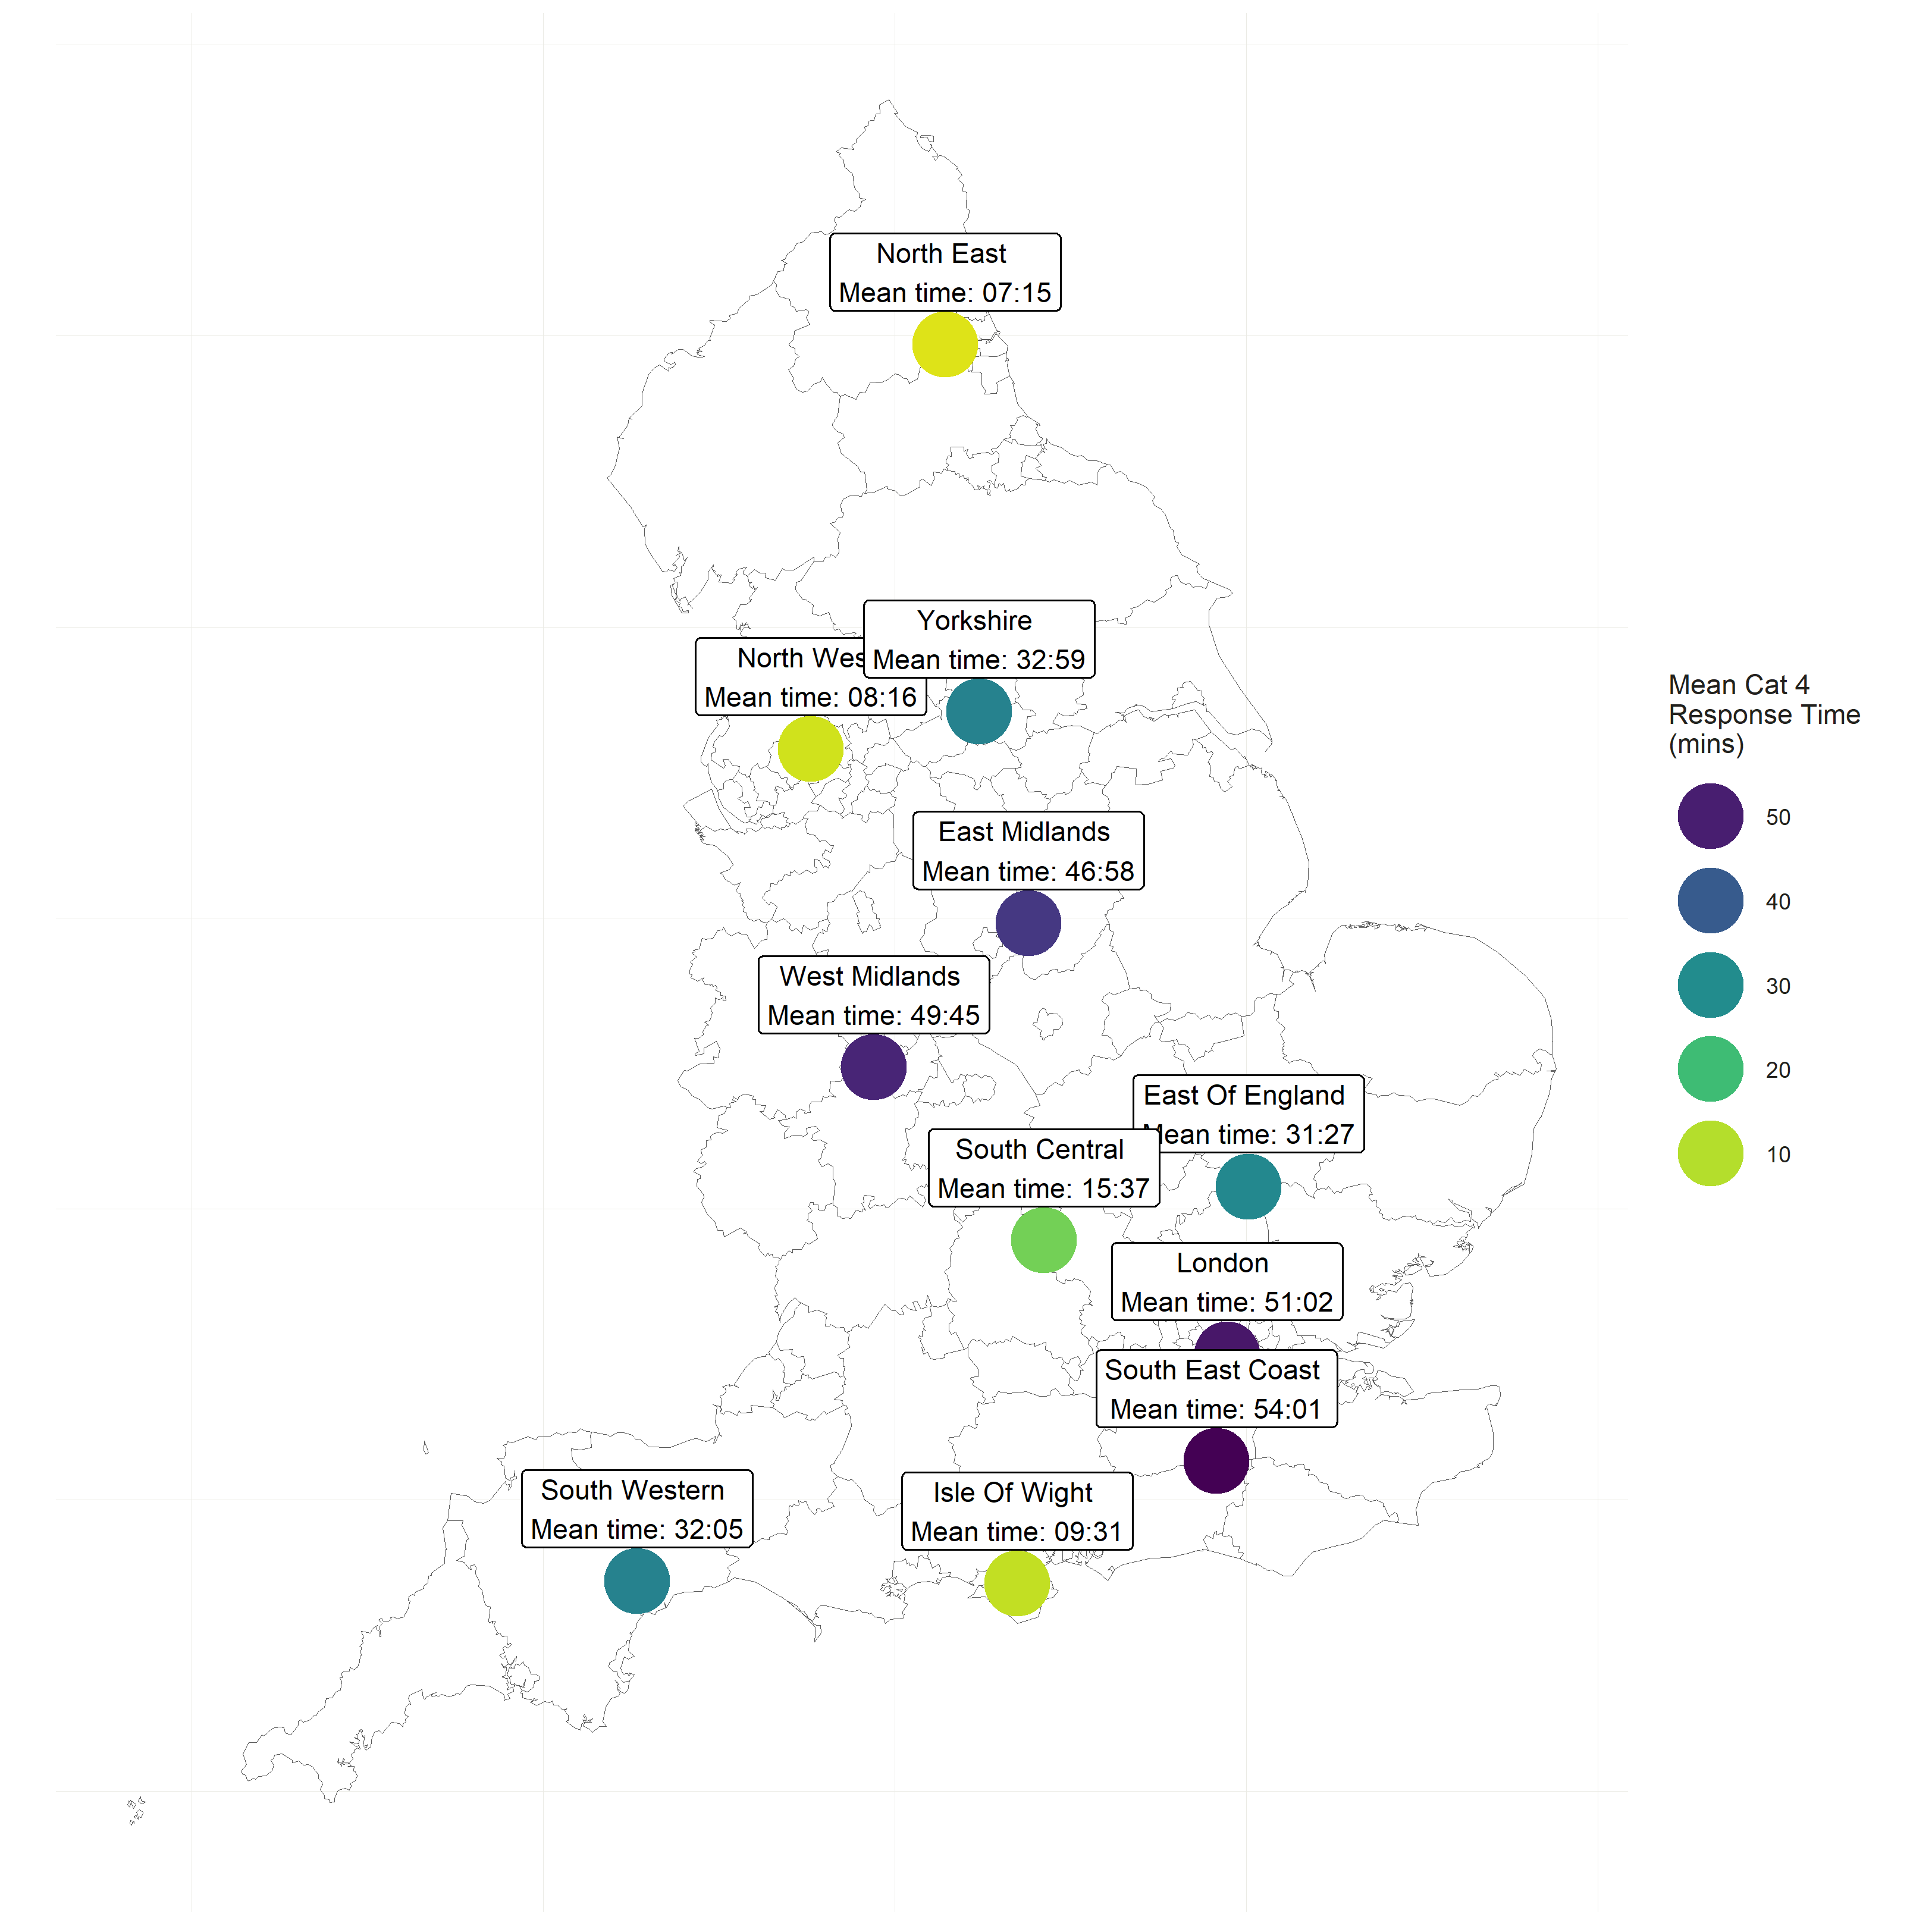 North East
Mean time: 07:15
Yorkshire
Mean time: 32:59
North Wes
Mean time: 08:16
East Midlands
Mean time: 46:58
West Midlands
Mean time: 49:45
East Of England
Mean time: 31:27
South Central
Mean time: 15:37
London
Mean time: 51:02
South East Coast
Mean time: 54:01
South Western
Mean time: 32:05
Isle Of Wight
Mean time: 09:31
Mean Cat 4
Response Time
(mins)
50
40
30
20
10